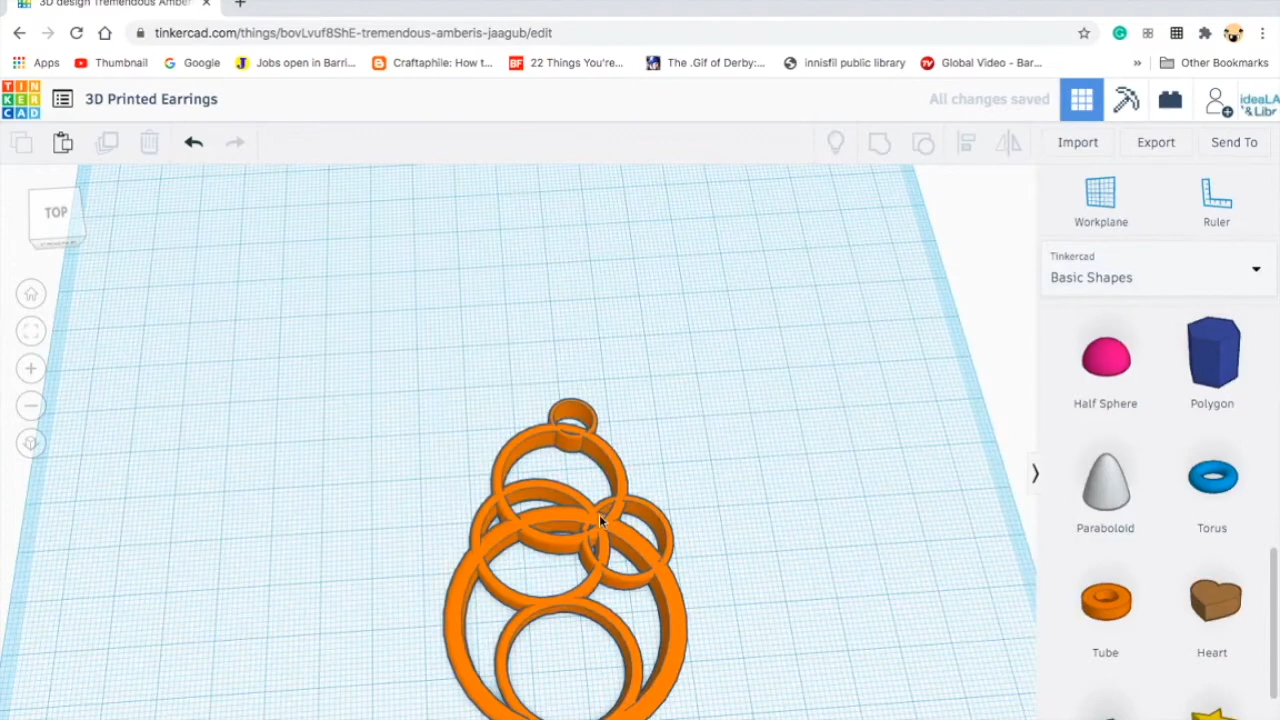 3D design Tremendous Amber
tinkercad.com/things/bovLvuf8ShE-tremendous-amberis-jaagub/edit
Apps Thumbnail Google Jobs open in Barri... Craftaphile: How t... BF 22 Things You're... The .Gif of Derby:... innisfil public library Global Video - Bar... » Other Bookmarks
TIN
KER
CAD
3D Printed Earrings
All changes saved
ideaLA
& Libr
Import Export Send To
TOP
Workplane Ruler
Tinkercad
Basic Shapes
Half Sphere Polygon
Paraboloid Torus
Tube Heart